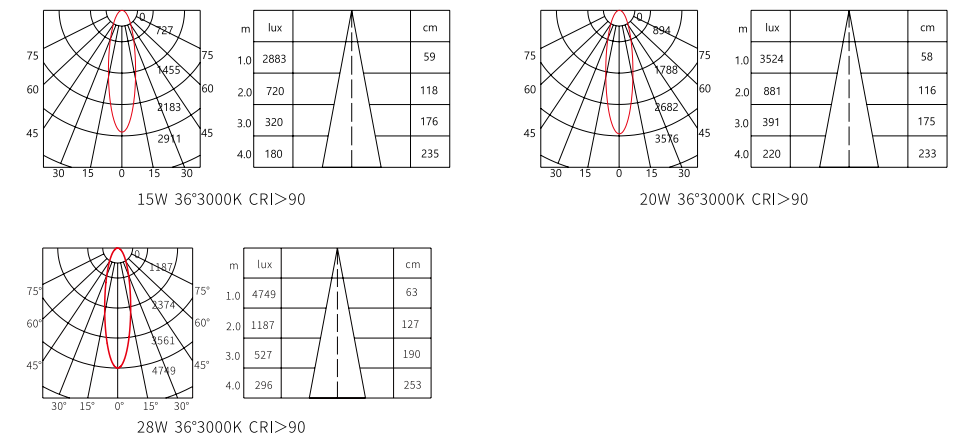 0
727
1455
2183
2911
75
60
45
75
60
45
30 15 0 15 30
m lux cm
1.0 2883 59
2.0 720 118
3.0 320 176
4.0 180 235
15W 36°3000K CRI>90
0
894
1788
2682
3576
75
60
45
75
60
45
30 15 0 15 30
m lux cm
1.0 3524 58
2.0 881 116
3.0 391 175
4.0 220 233
20W 36°3000K CRI>90
0
1187
2374
3561
4749
75°
60°
45°
75°
60°
45°
30° 15° 0° 15° 30°
m lux cm
1.0 4749 63
2.0 1187 127
3.0 527 190
4.0 296 253
28W 36°3000K CRI>90